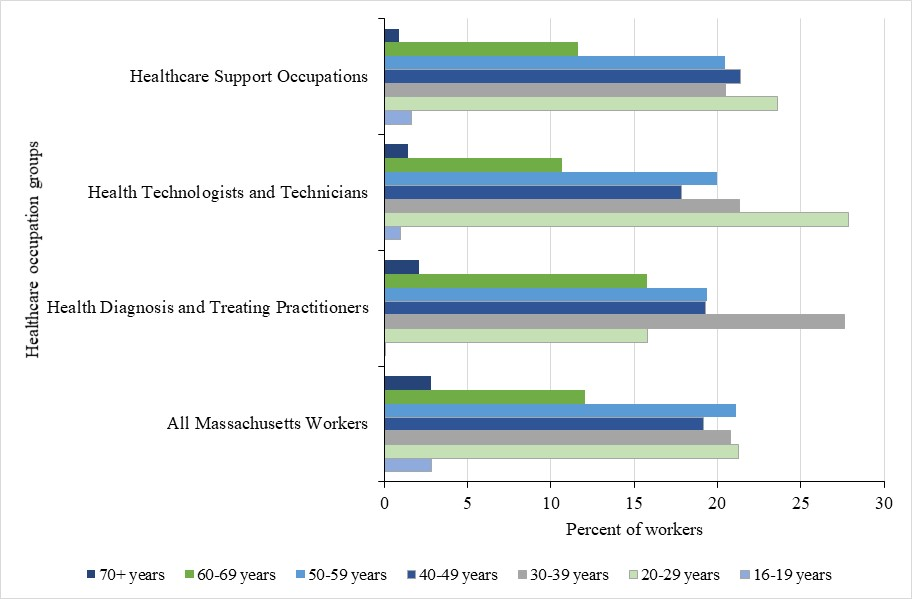 Healthcare occupation groups
Healthcare Support Occupations
Health Technologists and Technicians
Health Diagnosis and Treating Practitioners
All Massachusetts Workers
0 5 10 15 20 25 30
Percent of workers
70+ years 60-69 years 50-59 years 40-49 years 30-39 years 20-29 years 16-19 years